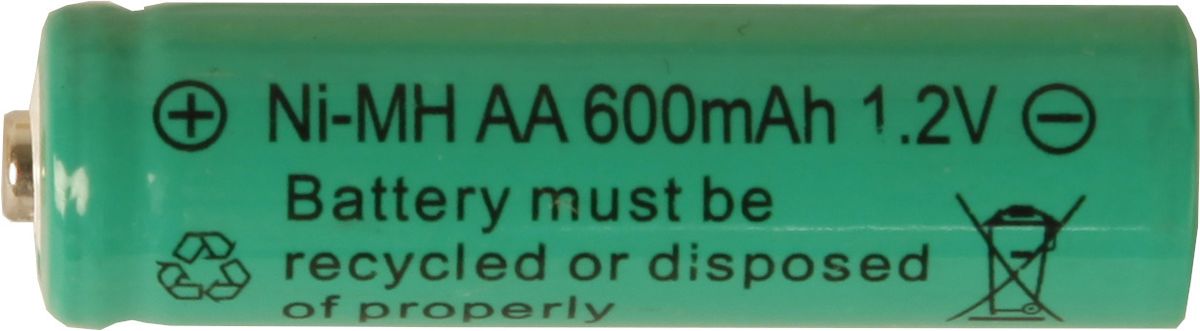 ⊕ Ni-MH AA 600mAh 1.2V ⊖
Battery must be
recycled or disposed
of properly